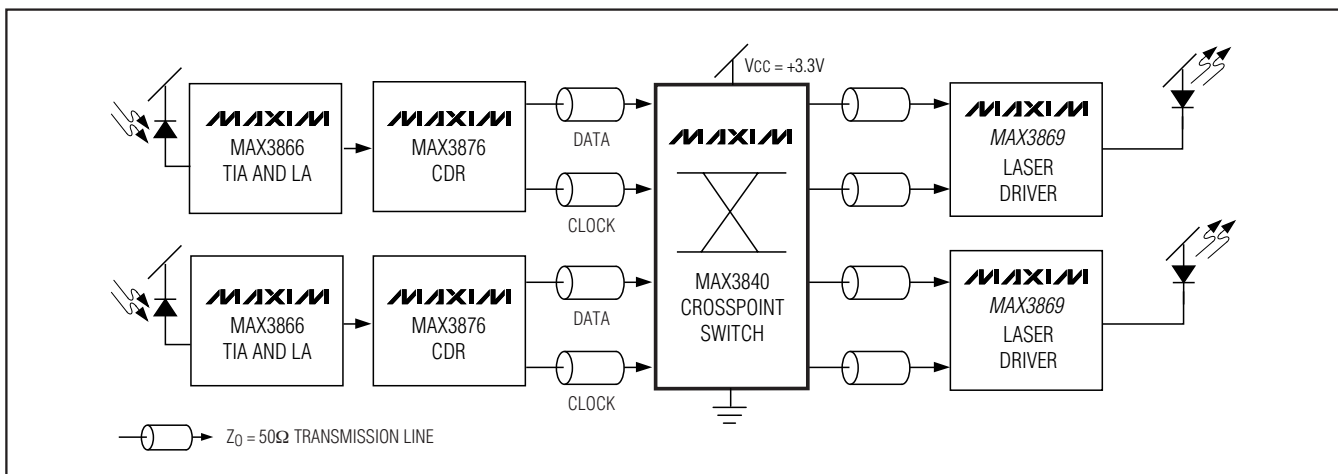 VCC = +3.3V
MAXIM
MAX3866
TIA AND LA
MAXIM
MAX3876
CDR
DATA
CLOCK
MAXIM
MAX3840
CROSSPOINT
SWITCH
MAXIM
MAX3869
LASER
DRIVER
MAXIM
MAX3866
TIA AND LA
MAXIM
MAX3876
CDR
DATA
CLOCK
MAXIM
MAX3869
LASER
DRIVER
Z0 = 50Ω TRANSMISSION LINE